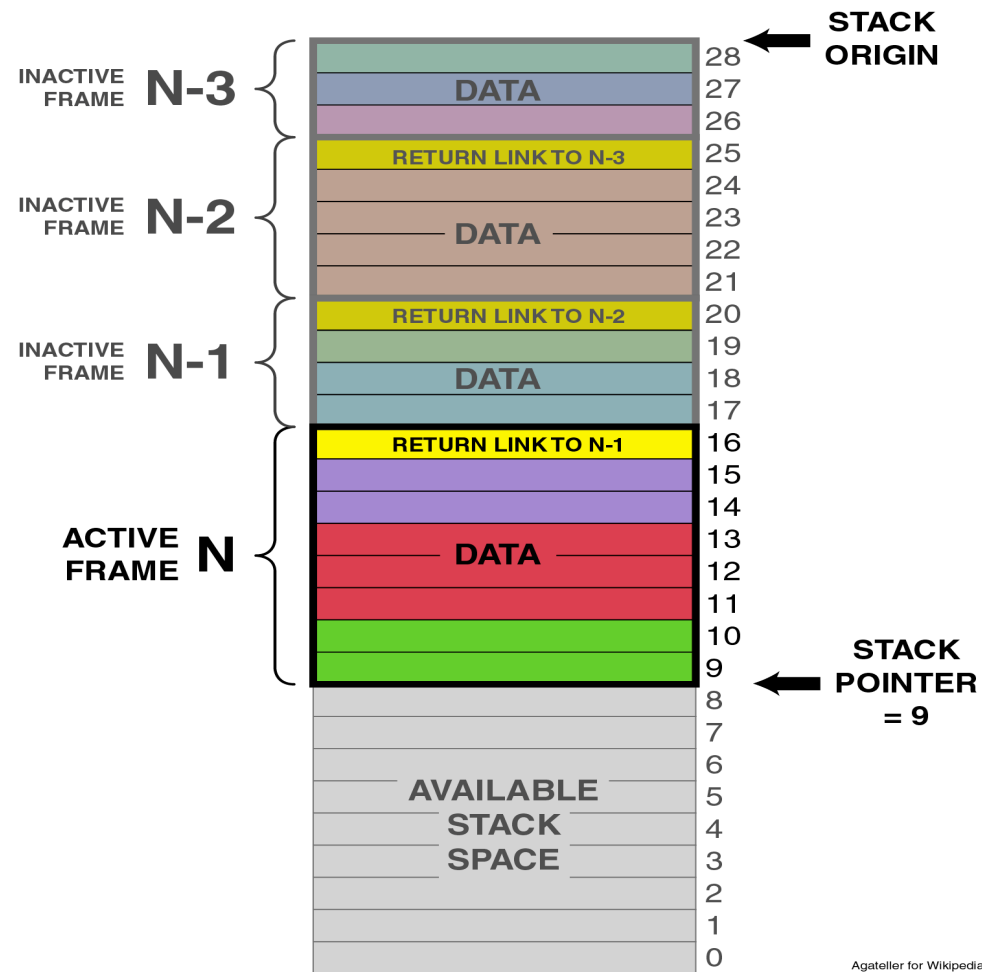 STACK
ORIGIN
28
INACTIVE
FRAME N-3
DATA
27
26
RETURN LINK TO N-3
25
24
INACTIVE
FRAME N-2
DATA
23
22
21
RETURN LINK TO N-2
20
19
INACTIVE
FRAME N-1
DATA
18
17
RETURN LINK TO N-1
16
15
14
ACTIVE
FRAME N
DATA
13
12
11
10
9
STACK
POINTER
= 9
8
7
6
AVAILABLE
STACK
SPACE
5
4
3
2
1
0
Agateller for Wikipedia